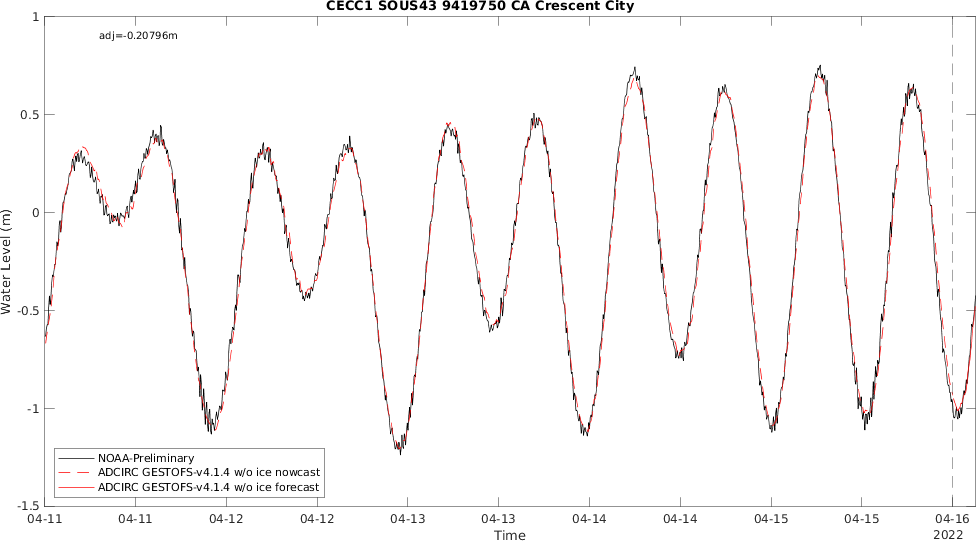 CECC1 SOUS43 9419750 CA Crescent City
adj=-0.20796m
1
0.5
0
-0.5
-1
-1.5
Water Level (m)
NOAA-Preliminary
ADCIRC GESTOFS-v4.1.4 w/o ice nowcast
ADCIRC GESTOFS-v4.1.4 w/o ice forecast
04-11 04-11 04-12 04-12 04-13 04-13 04-14 04-14 04-15 04-15 04-16
2022
Time